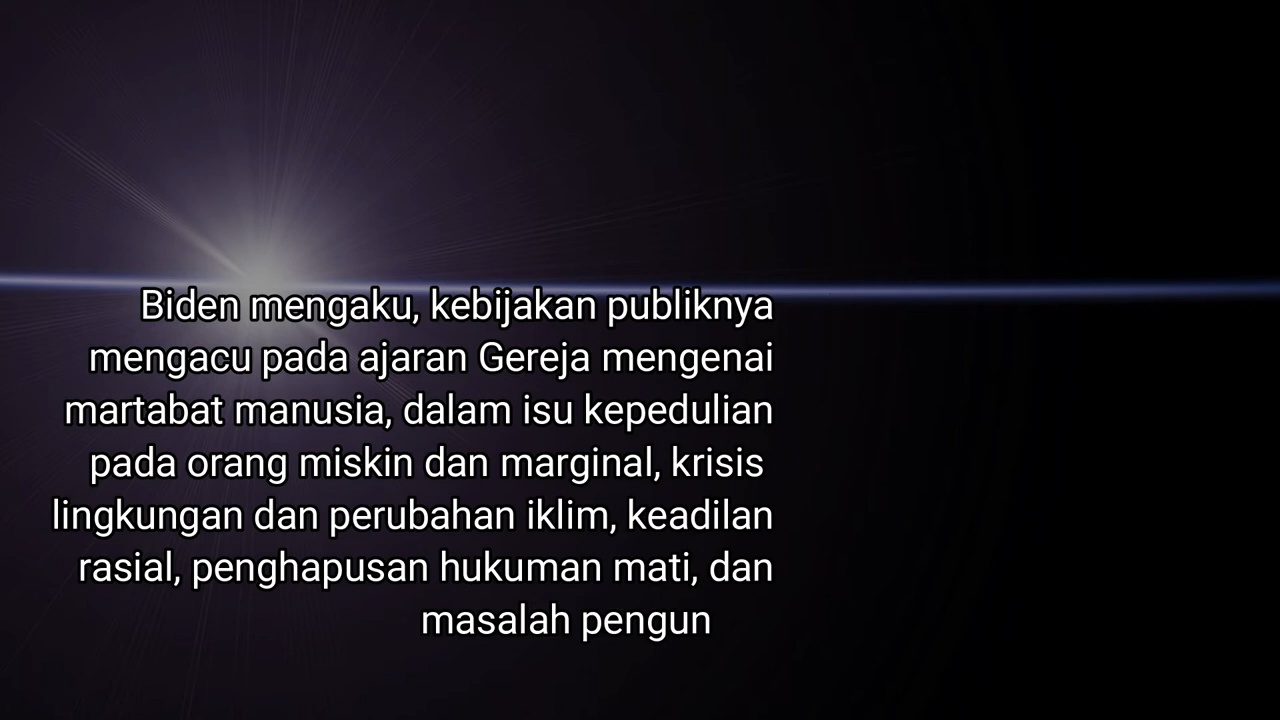 Biden mengaku, kebijakan publiknya
mengacu pada ajaran Gereja mengenai
martabat manusia, dalam isu kepedulian
pada orang miskin dan marginal, krisis
lingkungan dan perubahan iklim, keadilan
rasial, penghapusan hukuman mati, dan
masalah pengun